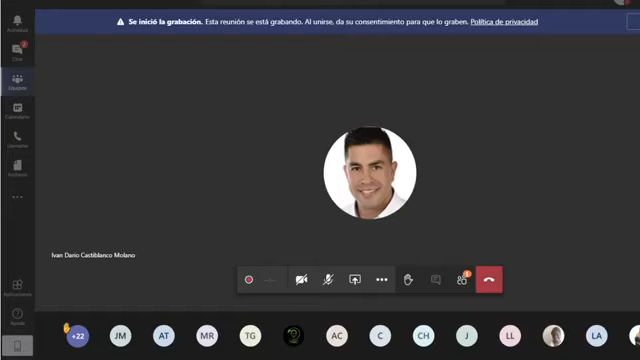 Se inició la grabación. Esta reunión se está grabando. Al unirse, da su consentimiento para que lo graben. Política de privacidad
Actividad
2
Chat
Equipos
Calendario
Llamadas
Archivos
Ivan Dario Castiblanco Molano
Aplicaciones
Ayuda
+22
JM
AT
MR
TG
AC
C
CH
J
LL
LA